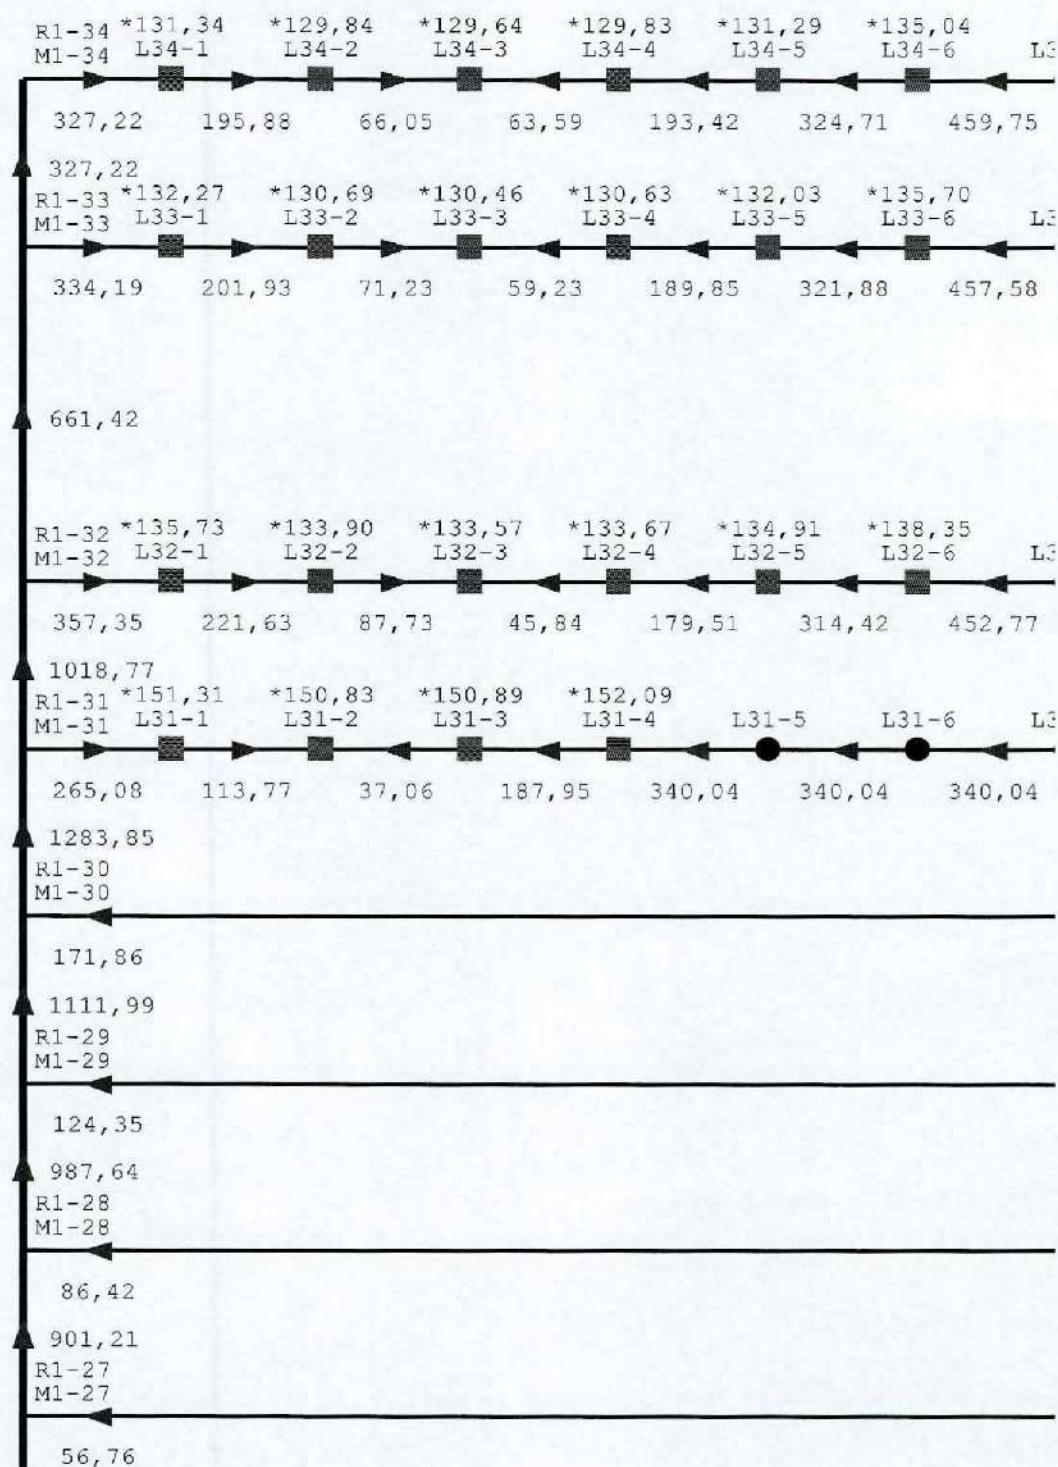 R1-34 *131,34 *129,84 *129,64 *129,83 *131,29 *135,04
M1-34 L34-1 L34-2 L34-3 L34-4 L34-5 L34-6
327,22 195,88 66,05 63,59 193,42 324,71 459,75
327,22
R1-33 *132,27 *130,69 *130,46 *130,63 *132,03 *135,70
M1-33 L33-1 L33-2 L33-3 L33-4 L33-5 L33-6
334,19 201,93 71,23 59,23 189,85 321,88 457,58
661,42
R1-32 *135,73 *133,90 *133,57 *133,67 *134,91 *138,35
M1-32 L32-1 L32-2 L32-3 L32-4 L32-5 L32-6
357,35 221,63 87,73 45,84 179,51 314,42 452,77
1018,77
R1-31 *151,31 *150,83 *150,89 *152,09
M1-31 L31-1 L31-2 L31-3 L31-4 L31-5 L31-6
265,08 113,77 37,06 187,95 340,04 340,04 340,04
1283,85
R1-30
M1-30
171,86
1111,99
R1-29
M1-29
124,35
987,64
R1-28
M1-28
86,42
901,21
R1-27
M1-27
56,76